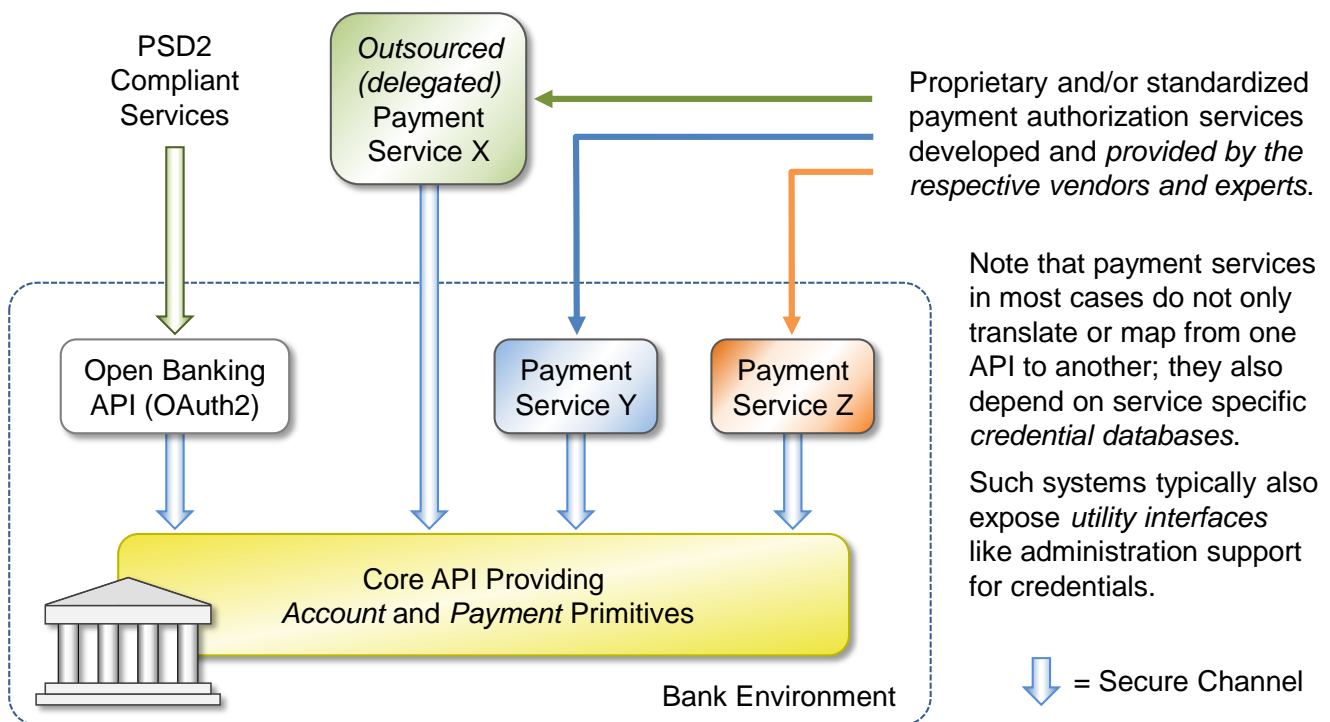 PSD2
Compliant
Services
Outsourced
(delegated)
Payment
Service X
Proprietary and/or standardized
payment authorization services
developed and provided by the
respective vendors and experts.
Note that payment services
in most cases do not only
translate or map from one
API to another; they also
depend on service specific
credential databases.
Such systems typically also
expose utility interfaces
like administration support
for credentials.
Open Banking
API (OAuth2)
Payment
Service Y
Payment
Service Z
Core API Providing
Account and Payment Primitives
Bank Environment
= Secure Channel